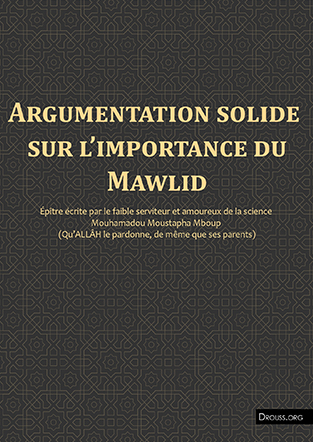 ARGUMENTATION SOLIDE
SUR L'IMPORTANCE DU
MAWLID
Epître écrite par le faible serviteur et amoureux de la science
Mouhamadou Moustapha Mboup
(Qu'ALLÂH le pardonne, de même que ses parents)
DROUSS.ORG